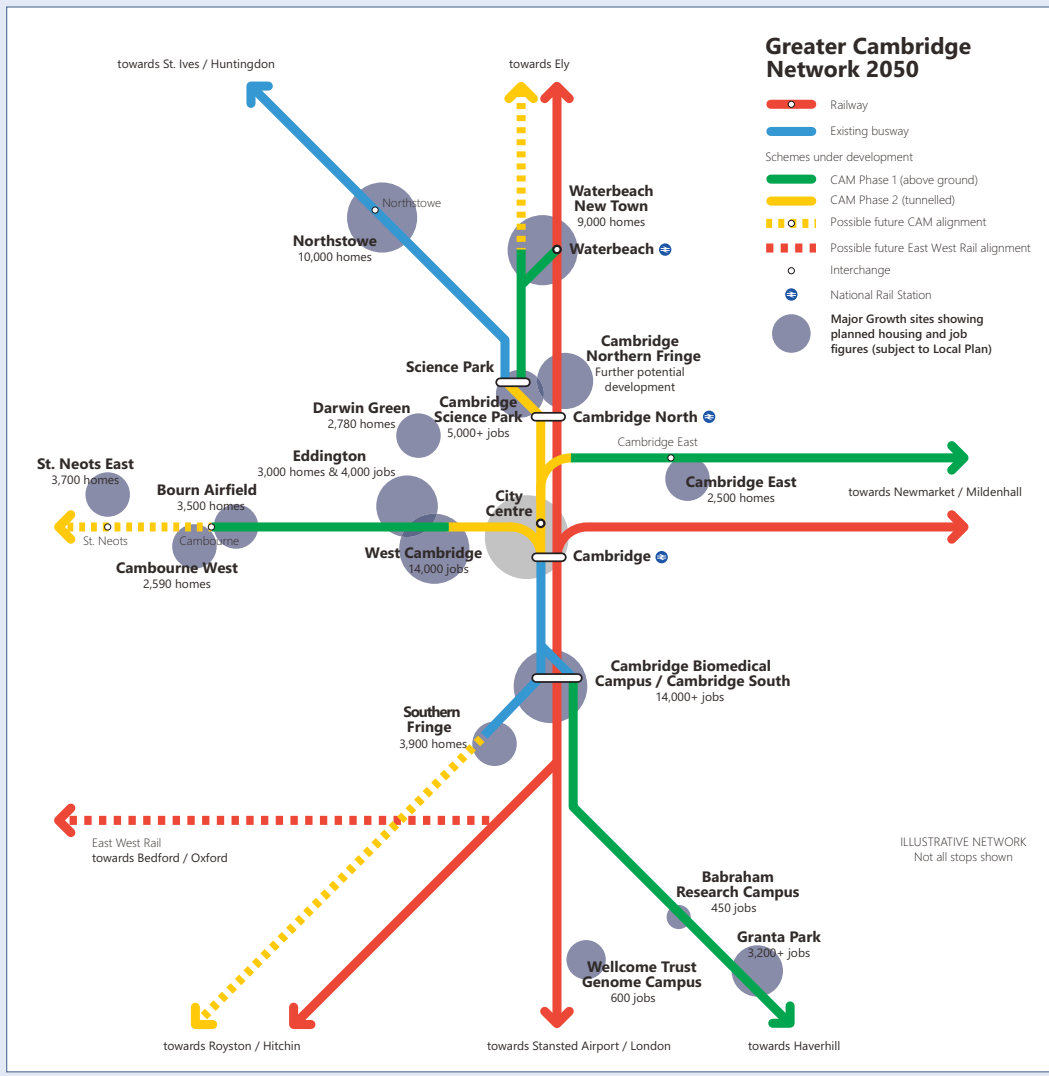 Greater Cambridge
Network 2050
Railway
Existing busway
Schemes under development
CAM Phase 1 (above ground)
CAM Phase 2 (tunnelled)
Possible future CAM alignment
Possible future East West Rail alignment
Interchange
National Rail Station
Major Growth sites showing
planned housing and job
figures (subject to Local Plan)
towards St. Ives / Huntingdon
towards Ely
Northstowe
Northstowe
10,000 homes
Waterbeach
New Town
9,000 homes
Waterbeach
Science Park
Cambridge
Northern Fringe
Further potential
development
Cambridge
Science Park
5,000+ jobs
Cambridge North
Darwin Green
2,780 homes
Eddington
3,000 homes & 4,000 jobs
Cambridge East
Cambridge East
2,500 homes
towards Newmarket / Mildenhall
St. Neots East
3,700 homes
Bourn Airfield
3,500 homes
City
Centre
St. Neots
Cambourne
Cambourne West
2,590 homes
West Cambridge
14,000 jobs
Cambridge
Cambridge Biomedical
Campus / Cambridge South
14,000+ jobs
Southern
Fringe
3,900 homes
East West Rail
towards Bedford / Oxford
ILLUSTRATIVE NETWORK
Not all stops shown
Babraham
Research Campus
450 jobs
Granta Park
3,200+ jobs
Wellcome Trust
Genome Campus
600 jobs
towards Royston / Hitchin
towards Stansted Airport / London
towards Haverhill